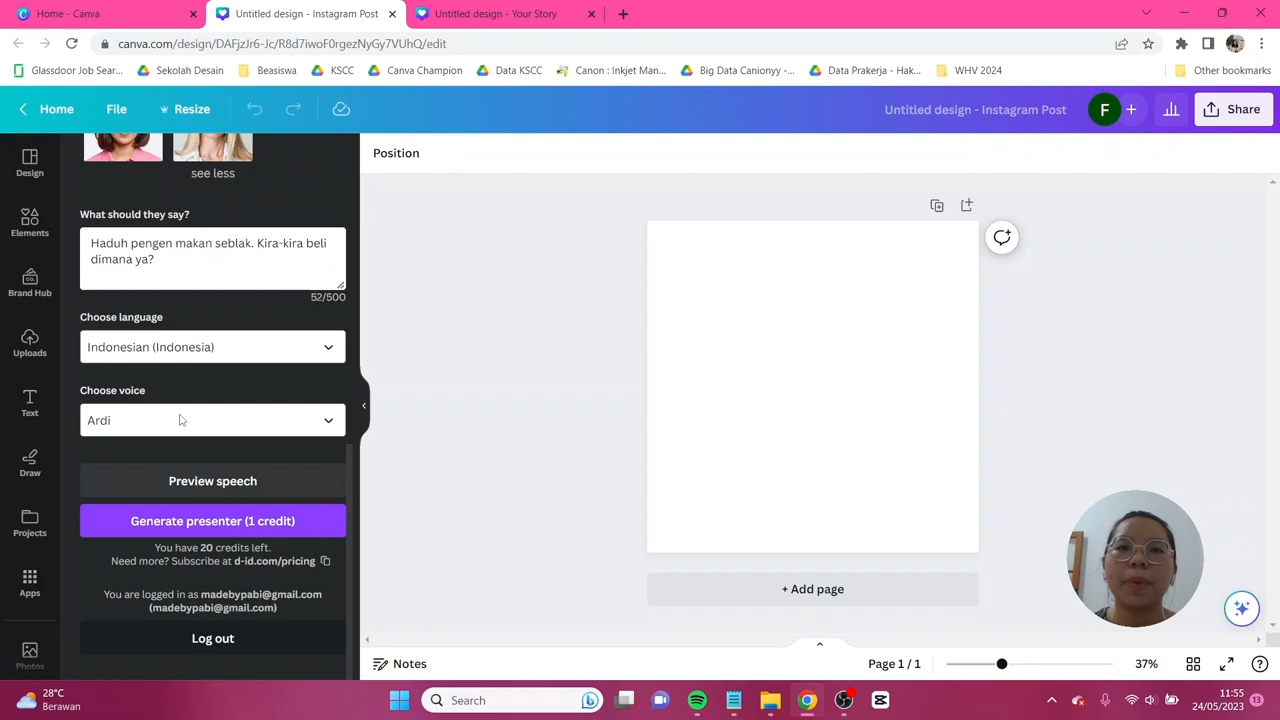 Home - Canva
Untitled design - Instagram Post
Untitled design - Your Story
canva.com/design/DAFjzJr6-Jc/R8d7iwoF0rgezNyGy7VUhQ/edit
Glassdoor Job Sear...
Sekolah Desain
Beasiswa
KSCC
Canva Champion
Data KSCC
Canon : Inkjet Man...
Big Data Canionyy -...
Data Prakerja - Hak...
WHV 2024
Other bookmarks
Home
File
Resize
Untitled design - Instagram Post
F
Share
Design
Elements
Brand Hub
Uploads
Text
Draw
Projects
Apps
Photos
see less
What should they say?
Haduh pengen makan seblak. Kira-kira beli
dimana ya?
52/500
Choose language
Indonesian (Indonesia)
Choose voice
Ardi
Preview speech
Generate presenter (1 credit)
You have 20 credits left.
Need more? Subscribe at d-id.com/pricing
You are logged in as madebypabi@gmail.com
(madebypabi@gmail.com)
Log out
Position
+ Add page
Notes
Page 1 / 1
37%
28°C
Berawan
Search
11:55
24/05/2023
13